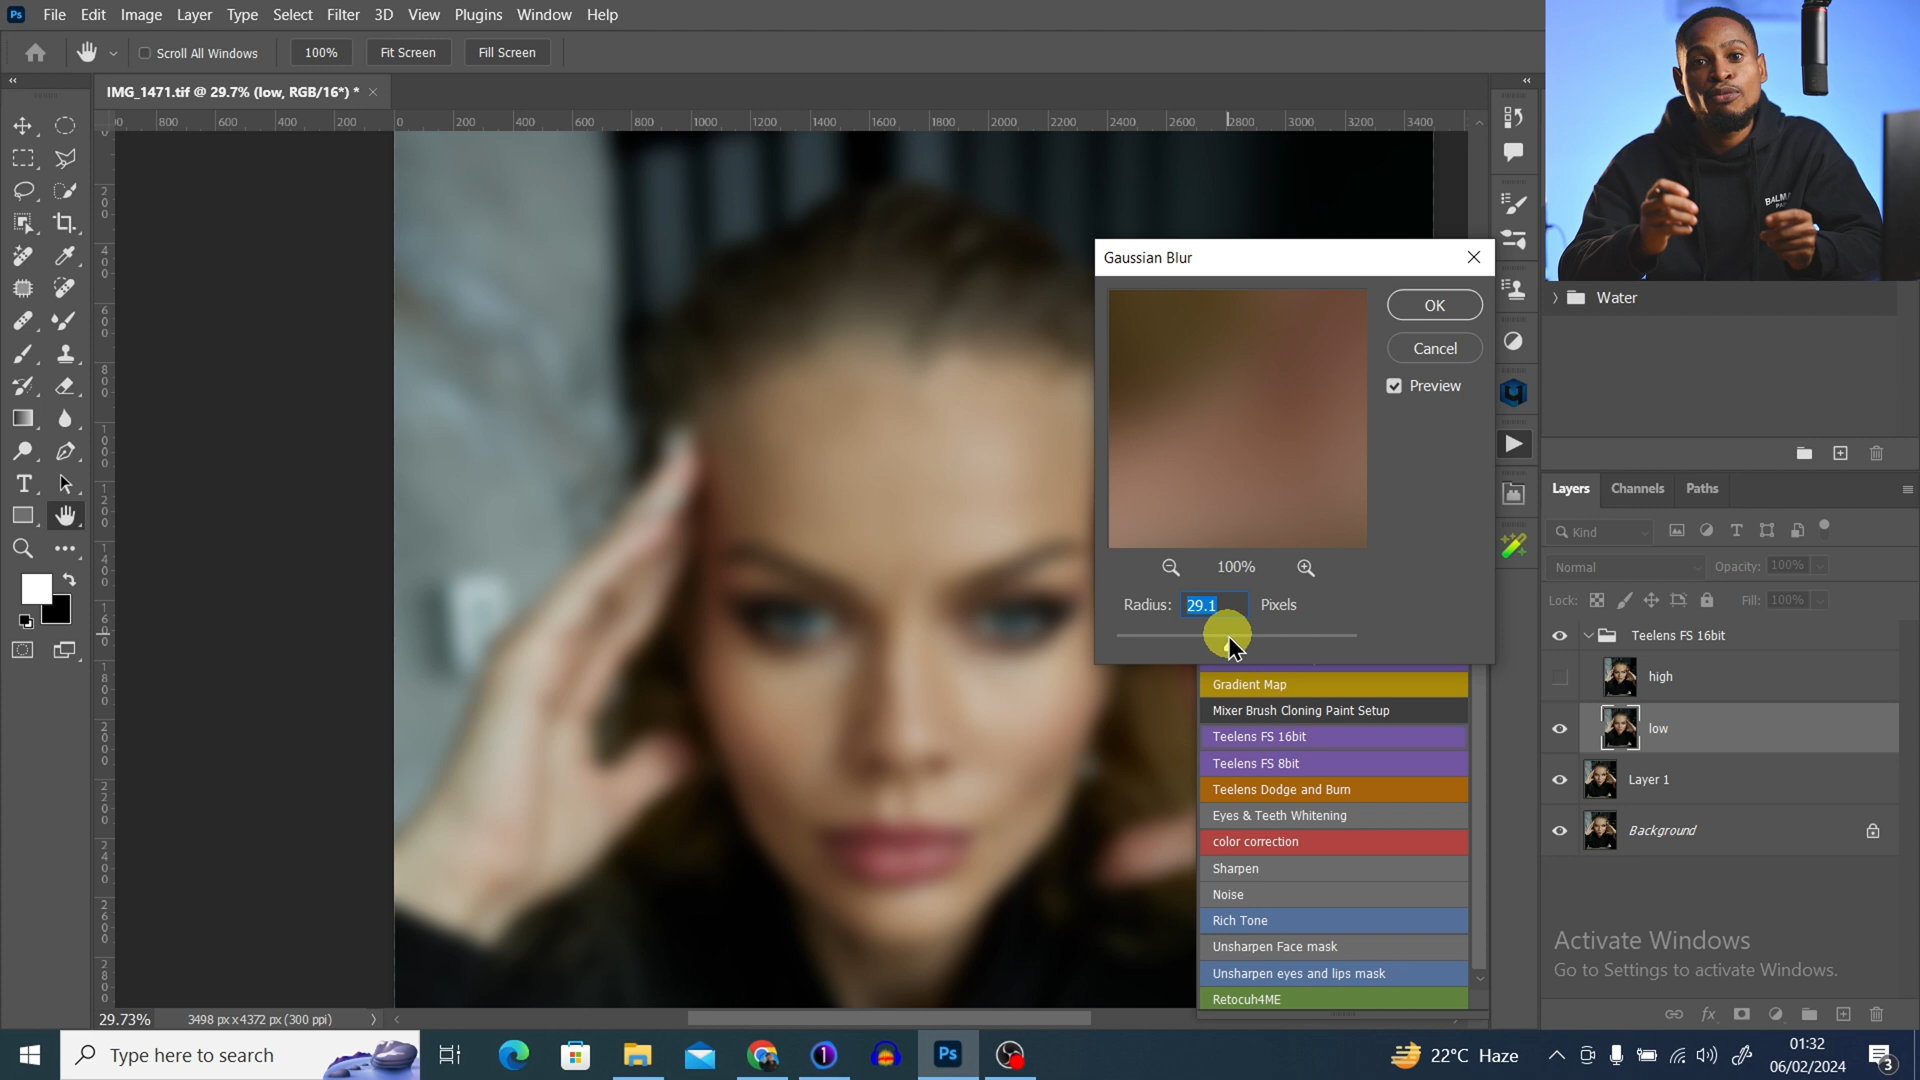 Ps File Edit Image Layer Type Select Filter 3D View Plugins Window Help
Scroll All Windows 100% Fit Screen Fill Screen
IMG_1471.tif @ 29.7% (low, RGB/16*) *
800 600 400 200 0 200 400 600 800 1000 1200 1400 1600 1800 2000 2200 2400 2600 2800 3000 3200 3400
Gaussian Blur
OK
Cancel
Preview
100%
Radius: 29.1 Pixels
Gradient Map
Mixer Brush Cloning Paint Setup
Teelens FS 16bit
Teelens FS 8bit
Teelens Dodge and Burn
Eyes & Teeth Whitening
color correction
Sharpen
Noise
Rich Tone
Unsharpen Face mask
Unsharpen eyes and lips mask
Retocuh4ME
Water
Layers Channels Paths
Kind
Normal Opacity: 100%
Lock: Fill: 100%
Teelens FS 16bit
high
low
Layer 1
Background
Activate Windows
Go to Settings to activate Windows.
29.73% 3498 px x 4372 px (300 ppi)
Type here to search
Ps
22°C Haze
01:32
06/02/2024
3